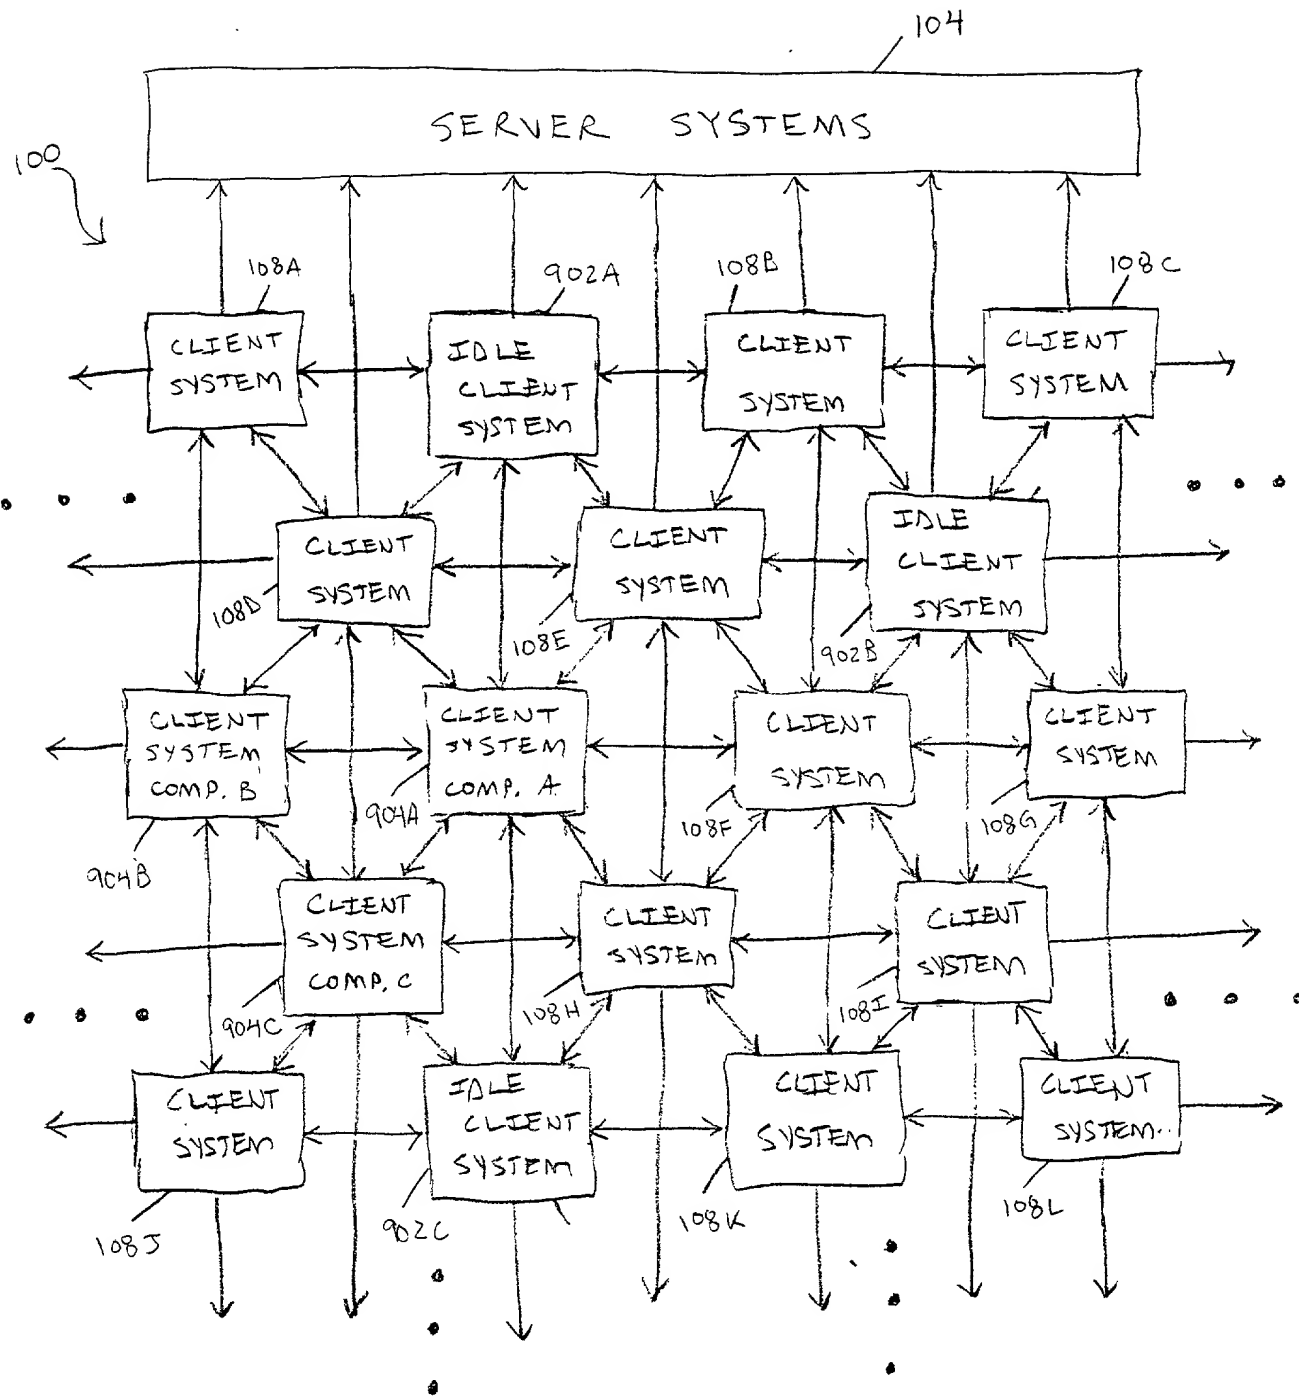 104
SERVER SYSTEMS
100
108A
902A
108B
108C
CLIENT
SYSTEM
IDLE
CLIENT
SYSTEM
CLIENT
SYSTEM
CLIENT
SYSTEM
CLIENT
SYSTEM
108D
CLIENT
SYSTEM
108E
IDLE
CLIENT
SYSTEM
902B
CLIENT
SYSTEM
COMP. B
904B
CLIENT
SYSTEM
COMP. A
904A
CLIENT
SYSTEM
108F
CLIENT
SYSTEM
108G
CLIENT
SYSTEM
COMP. C
904C
CLIENT
SYSTEM
108H
CLIENT
SYSTEM
108I
CLIENT
SYSTEM
108J
IDLE
CLIENT
SYSTEM
902C
CLIENT
SYSTEM
108K
CLIENT
SYSTEM
108L